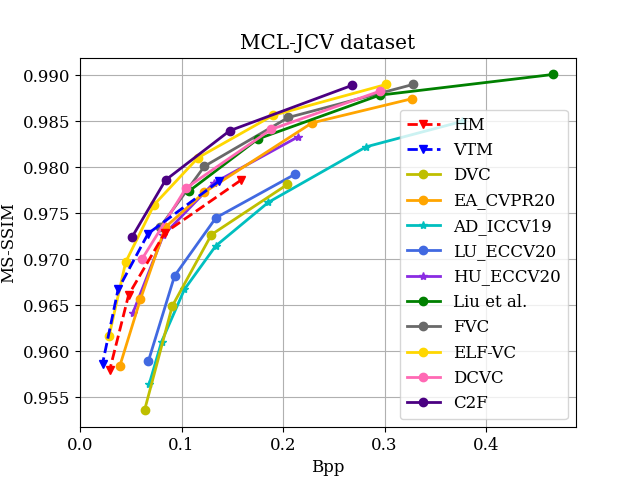 MCL-JCV dataset
MS-SSIM
0.990
0.985
0.980
0.975
0.970
0.965
0.960
0.955
0.0 0.1 0.2 0.3 0.4
Bpp
HM
VTM
DVC
EA_CVPR20
AD_ICCV19
LU_ECCV20
HU_ECCV20
Liu et al.
FVC
ELF-VC
DCVC
C2F